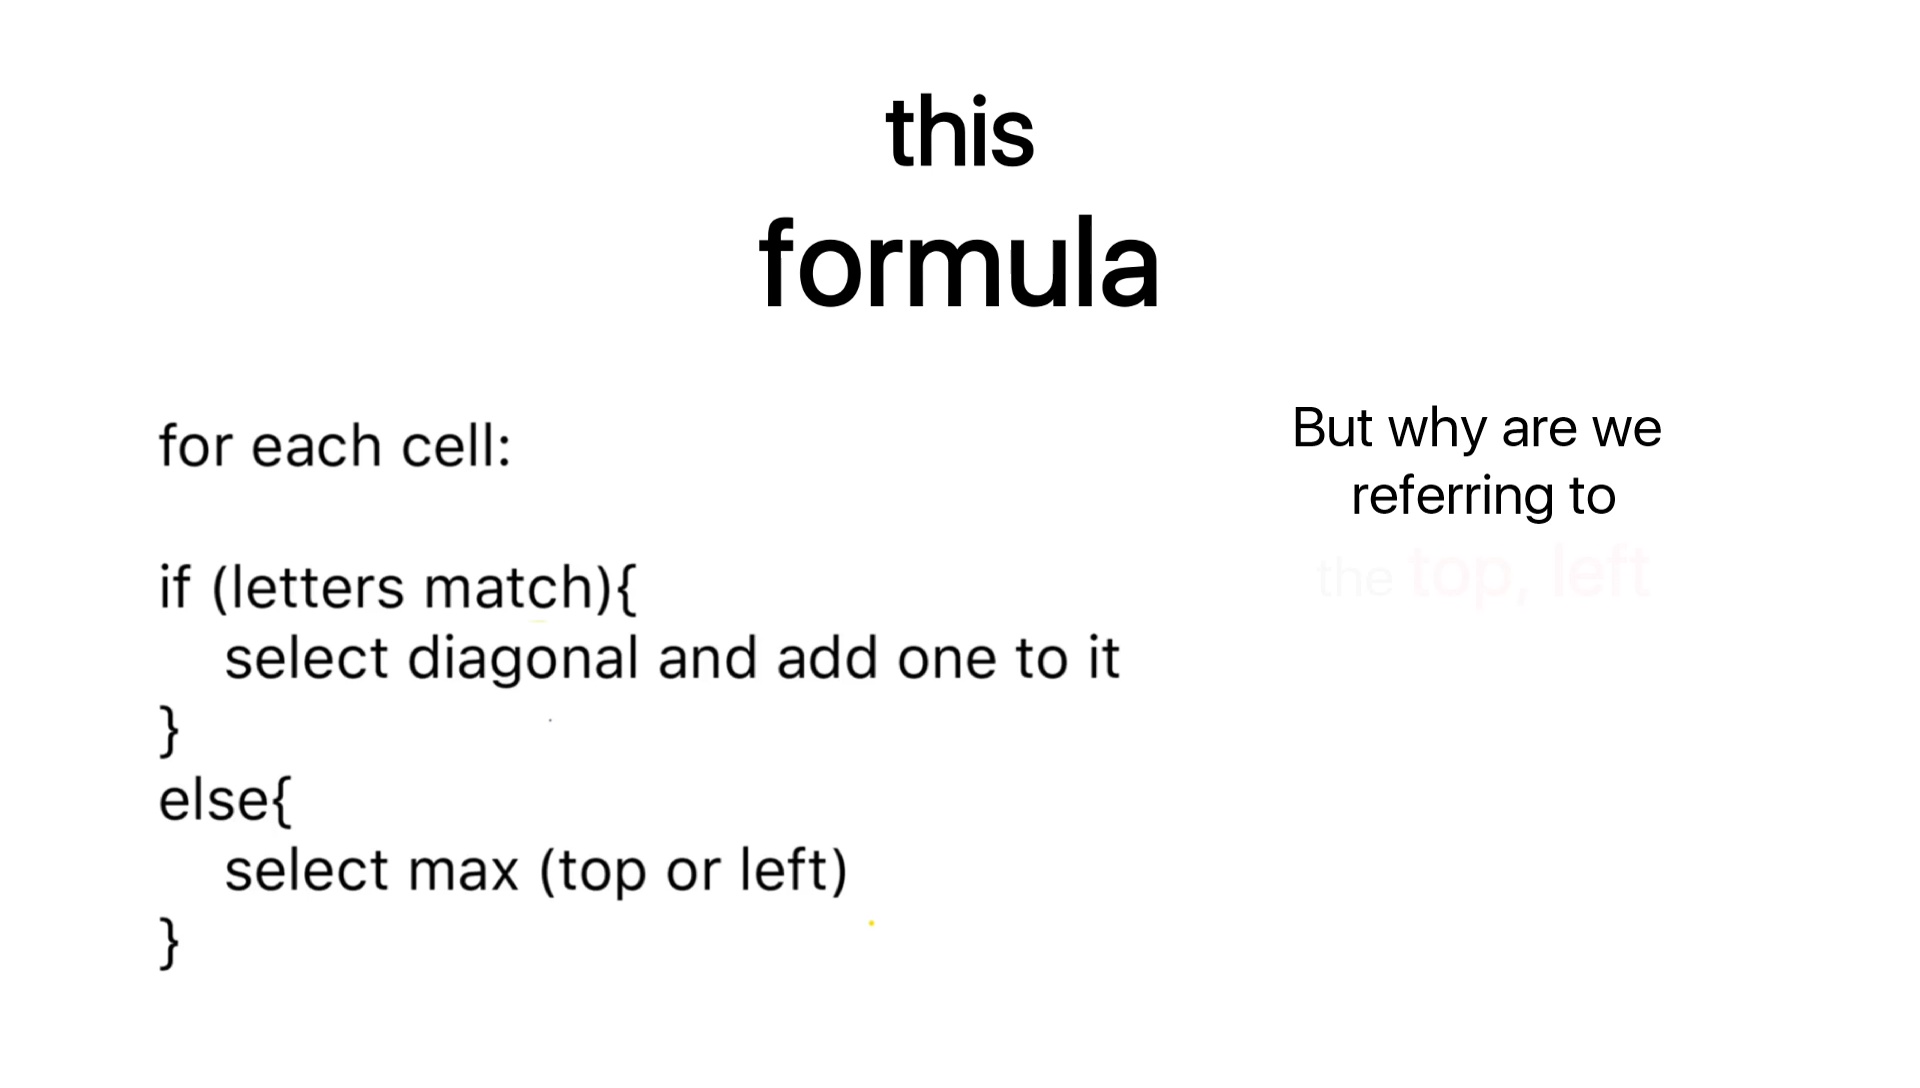 this
formula
for each cell:
if (letters match){
select diagonal and add one to it
}
else{
select max (top or left)
}
But why are we
referring to
the top, left